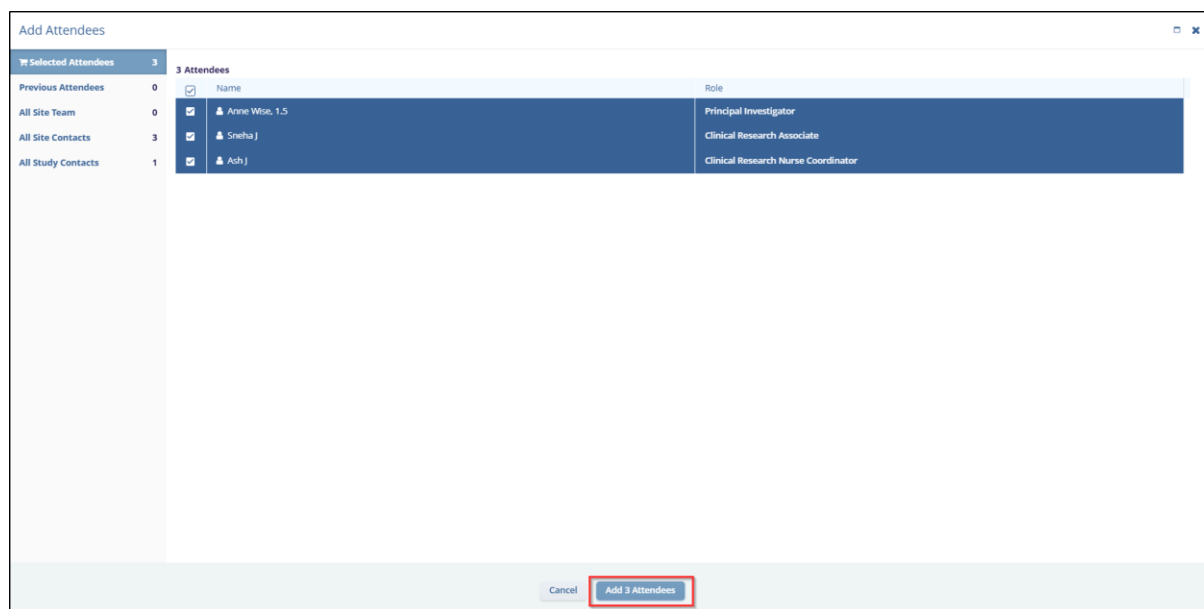 Add Attendees
Selected Attendees 3
Previous Attendees 0
All Site Team 0
All Site Contacts 3
All Study Contacts 1
3 Attendees
Name Role
Anne Wise, 1.5 Principal Investigator
Sneha J Clinical Research Associate
Ash J Clinical Research Nurse Coordinator
Cancel Add 3 Attendees